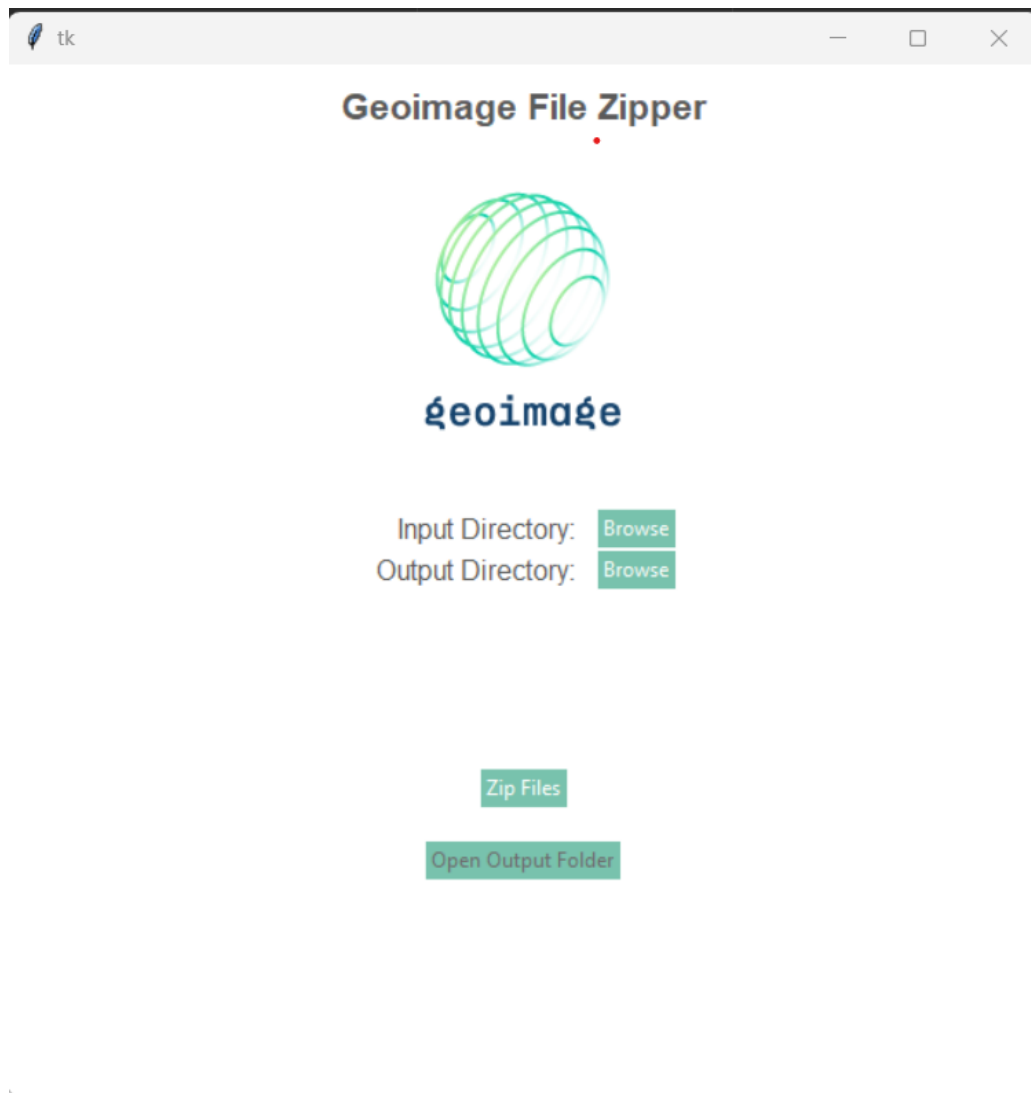 tk
Geoimage File Zipper
geoimage
Input Directory: Browse
Output Directory: Browse
Zip Files
Open Output Folder